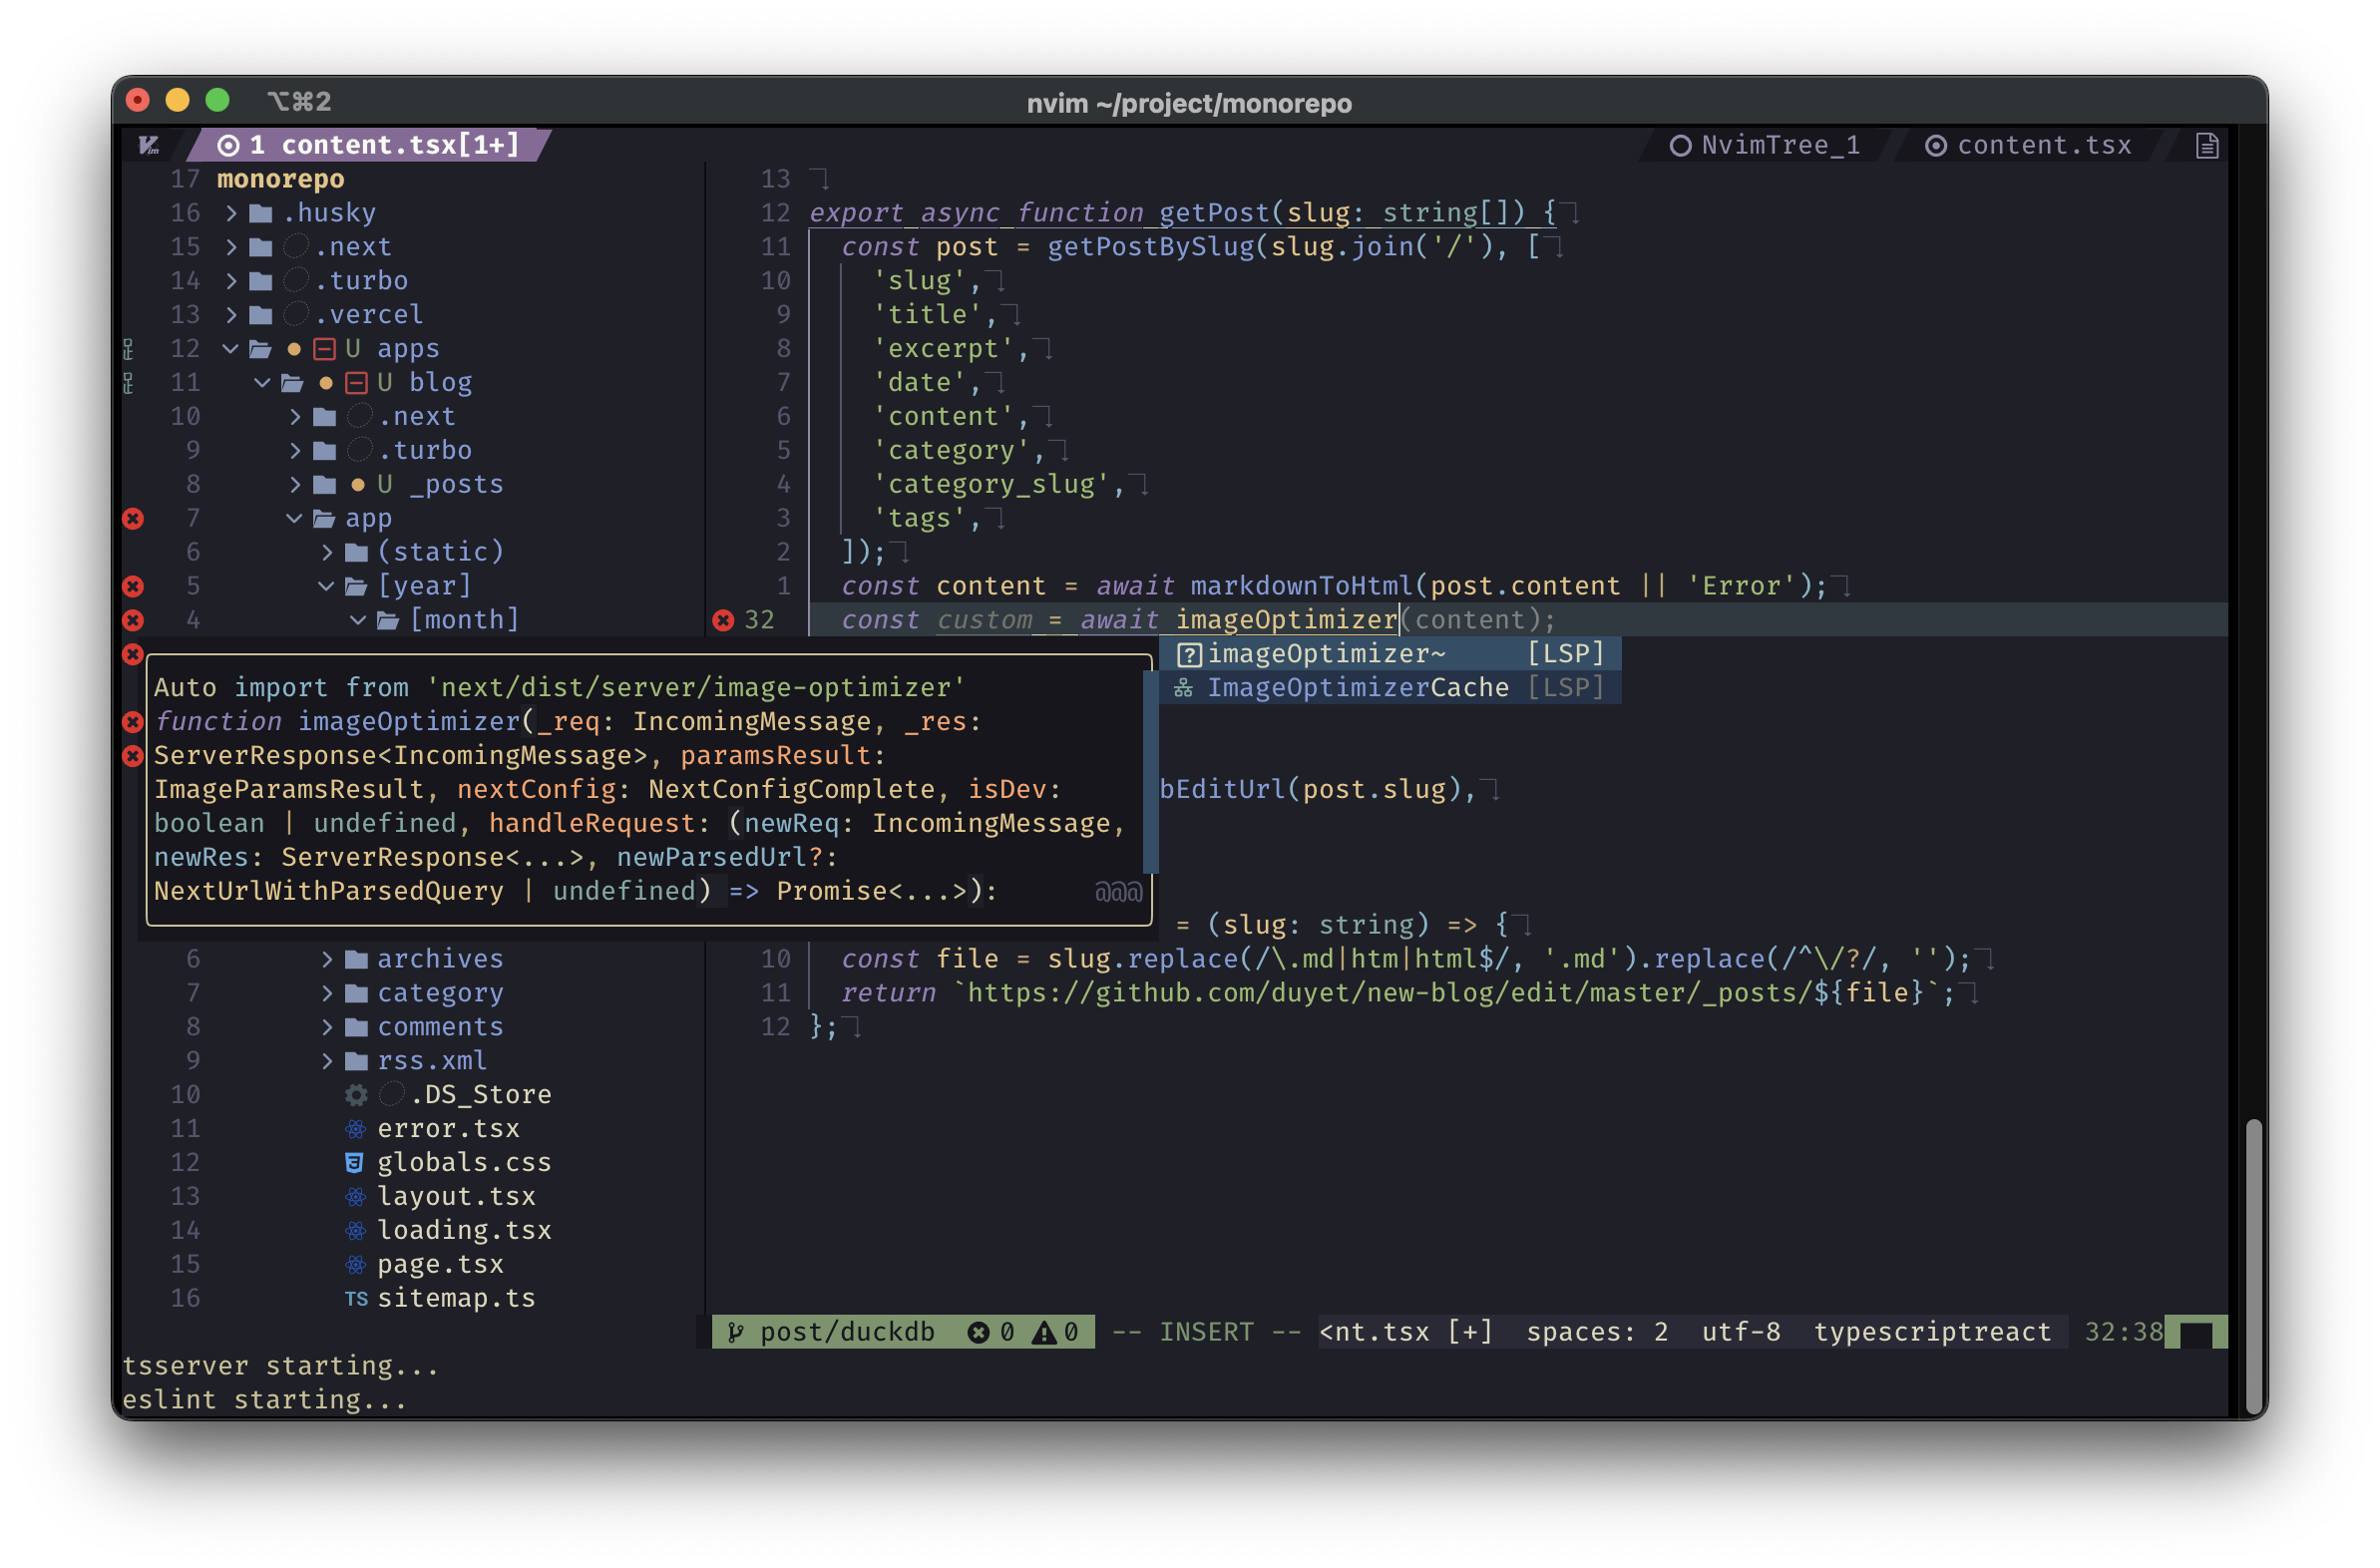 ⌥⌘2
nvim ~/project/monorepo
1 content.tsx[1+]
NvimTree_1
content.tsx
17 monorepo
16 .husky
15 .next
14 .turbo
13 .vercel
12 U apps
11 U blog
10 .next
9 .turbo
8 U _posts
7 app
6 (static)
5 [year]
4 [month]
6 archives
7 category
8 comments
9 rss.xml
10 .DS_Store
11 error.tsx
12 globals.css
13 layout.tsx
14 loading.tsx
15 page.tsx
16 TS sitemap.ts
13
12 export async function getPost(slug: string[]) {
11 const post = getPostBySlug(slug.join('/'), [
10 'slug',
9 'title',
8 'excerpt',
7 'date',
6 'content',
5 'category',
4 'category_slug',
3 'tags',
2 ]);
1 const content = await markdownToHtml(post.content || 'Error');
32 const custom = await imageOptimizer(content);
imageOptimizer~ [LSP]
ImageOptimizerCache [LSP]
Auto import from 'next/dist/server/image-optimizer'
function imageOptimizer(_req: IncomingMessage, _res:
ServerResponse<IncomingMessage>, paramsResult:
ImageParamsResult, nextConfig: NextConfigComplete, isDev:
boolean | undefined, handleRequest: (newReq: IncomingMessage,
newRes: ServerResponse<...>, newParsedUrl?:
NextUrlWithParsedQuery | undefined) => Promise<...>): @@@
bEditUrl(post.slug),
= (slug: string) => {
10 const file = slug.replace(/\.md|htm|html$/, '.md').replace(/^\/?/, '');
11 return `https://github.com/duyet/new-blog/edit/master/_posts/${file}`;
12 };
post/duckdb 0 0 -- INSERT -- <nt.tsx [+] spaces: 2 utf-8 typescriptreact 32:38
tsserver starting...
eslint starting...